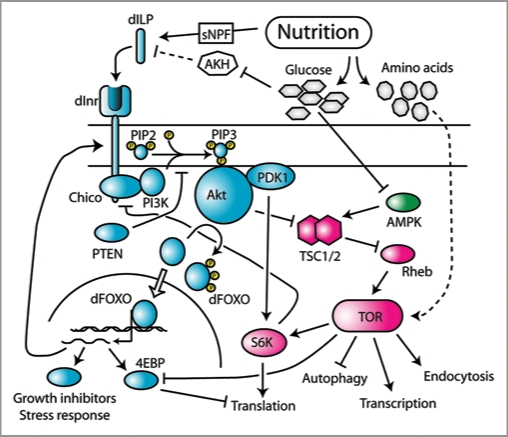 dILP
sNPF
Nutrition
AKH
Glucose
Amino acids
dInr
PIP2
P
PIP3
P
P
P
P
P
P
Chico
PI3K
Akt
PDK1
AMPK
TSC1/2
PTEN
Rheb
P
P
P
dFOXO
dFOXO
TOR
S6K
4EBP
Autophagy
Endocytosis
Growth inhibitors
Stress response
Translation
Transcription